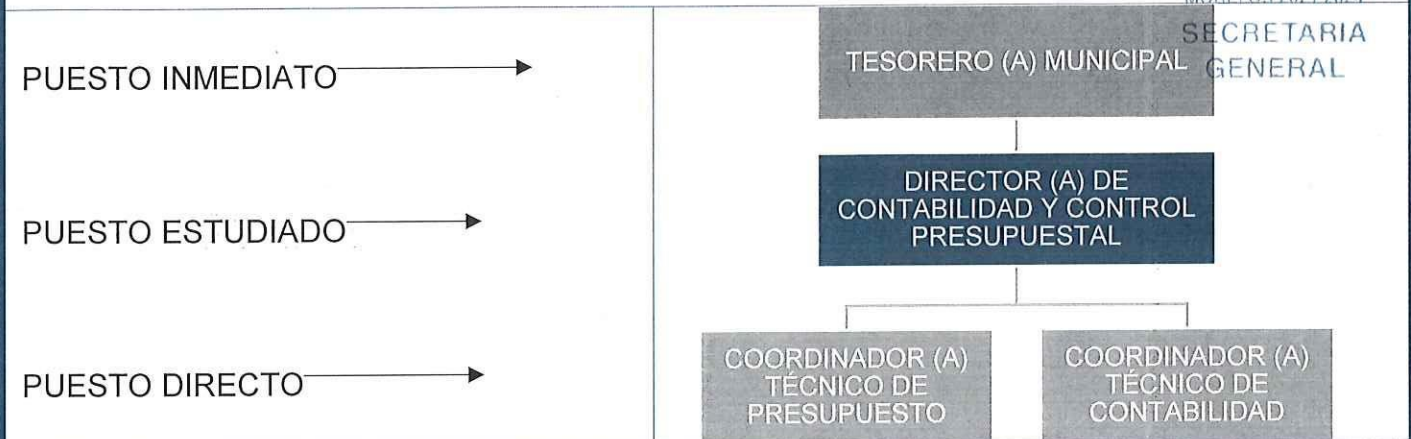 SECRETARIA
GENERAL
PUESTO INMEDIATO
TESORERO (A) MUNICIPAL
PUESTO ESTUDIADO
DIRECTOR (A) DE
CONTABILIDAD Y CONTROL
PRESUPUESTAL
PUESTO DIRECTO
COORDINADOR (A)
TÉCNICO DE
PRESUPUESTO
COORDINADOR (A)
TÉCNICO DE
CONTABILIDAD